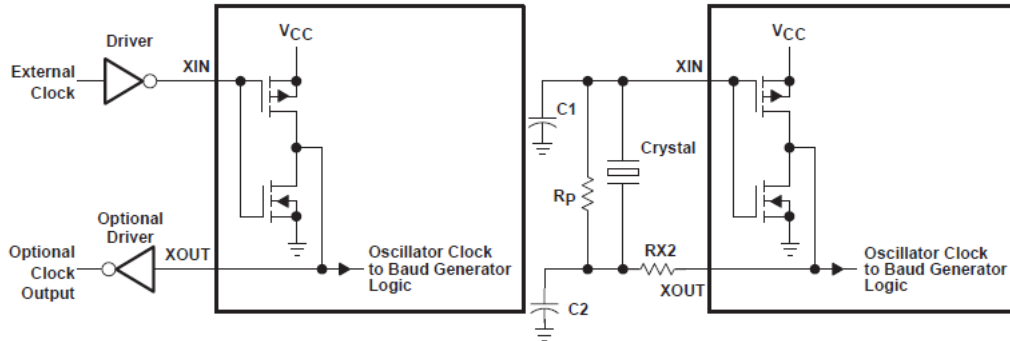 Driver
VCC
External
Clock
XIN
Optional
Driver
Optional
Clock
Output
XOUT
Oscillator Clock
to Baud Generator
Logic
VCC
XIN
C1
Crystal
Rp
RX2
XOUT
C2
Oscillator Clock
to Baud Generator
Logic